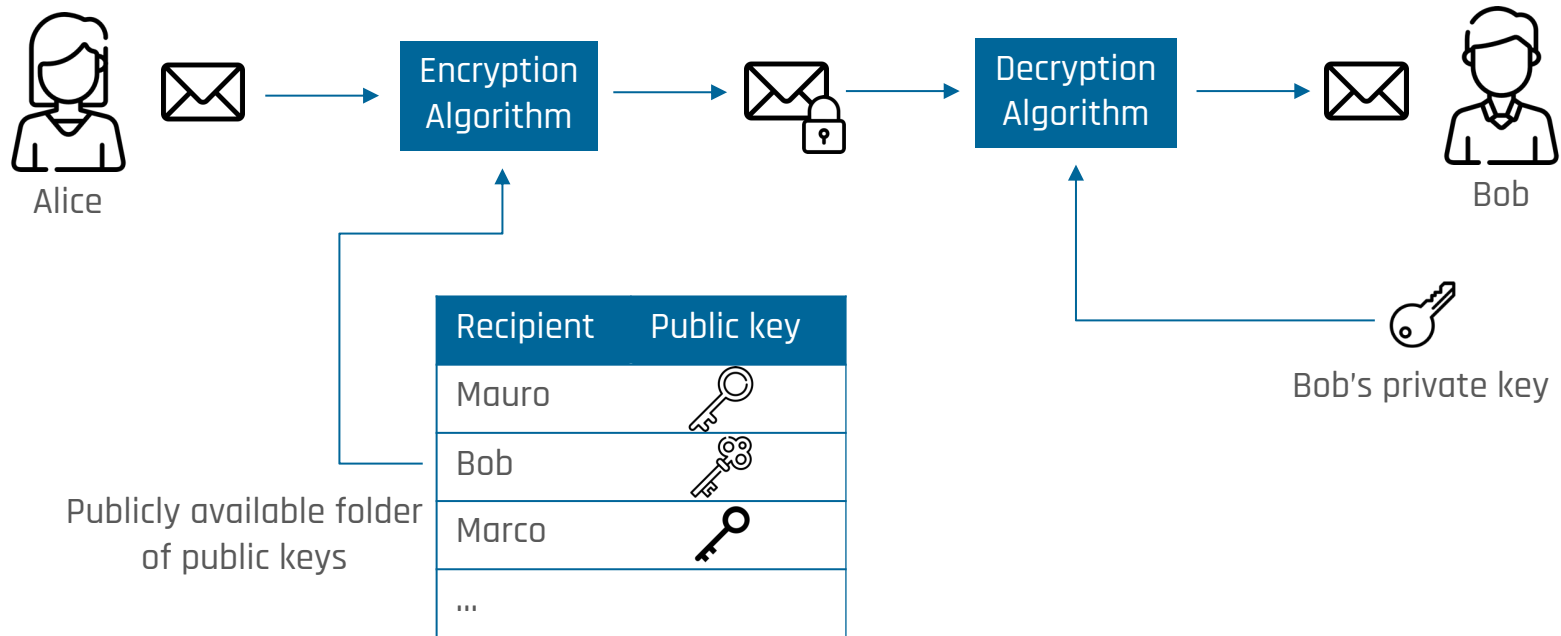 Encryption
Algorithm
Decryption
Algorithm
Alice
Bob
Recipient Public key
Mauro
Bob
Marco
...
Publicly available folder
of public keys
Bob's private key